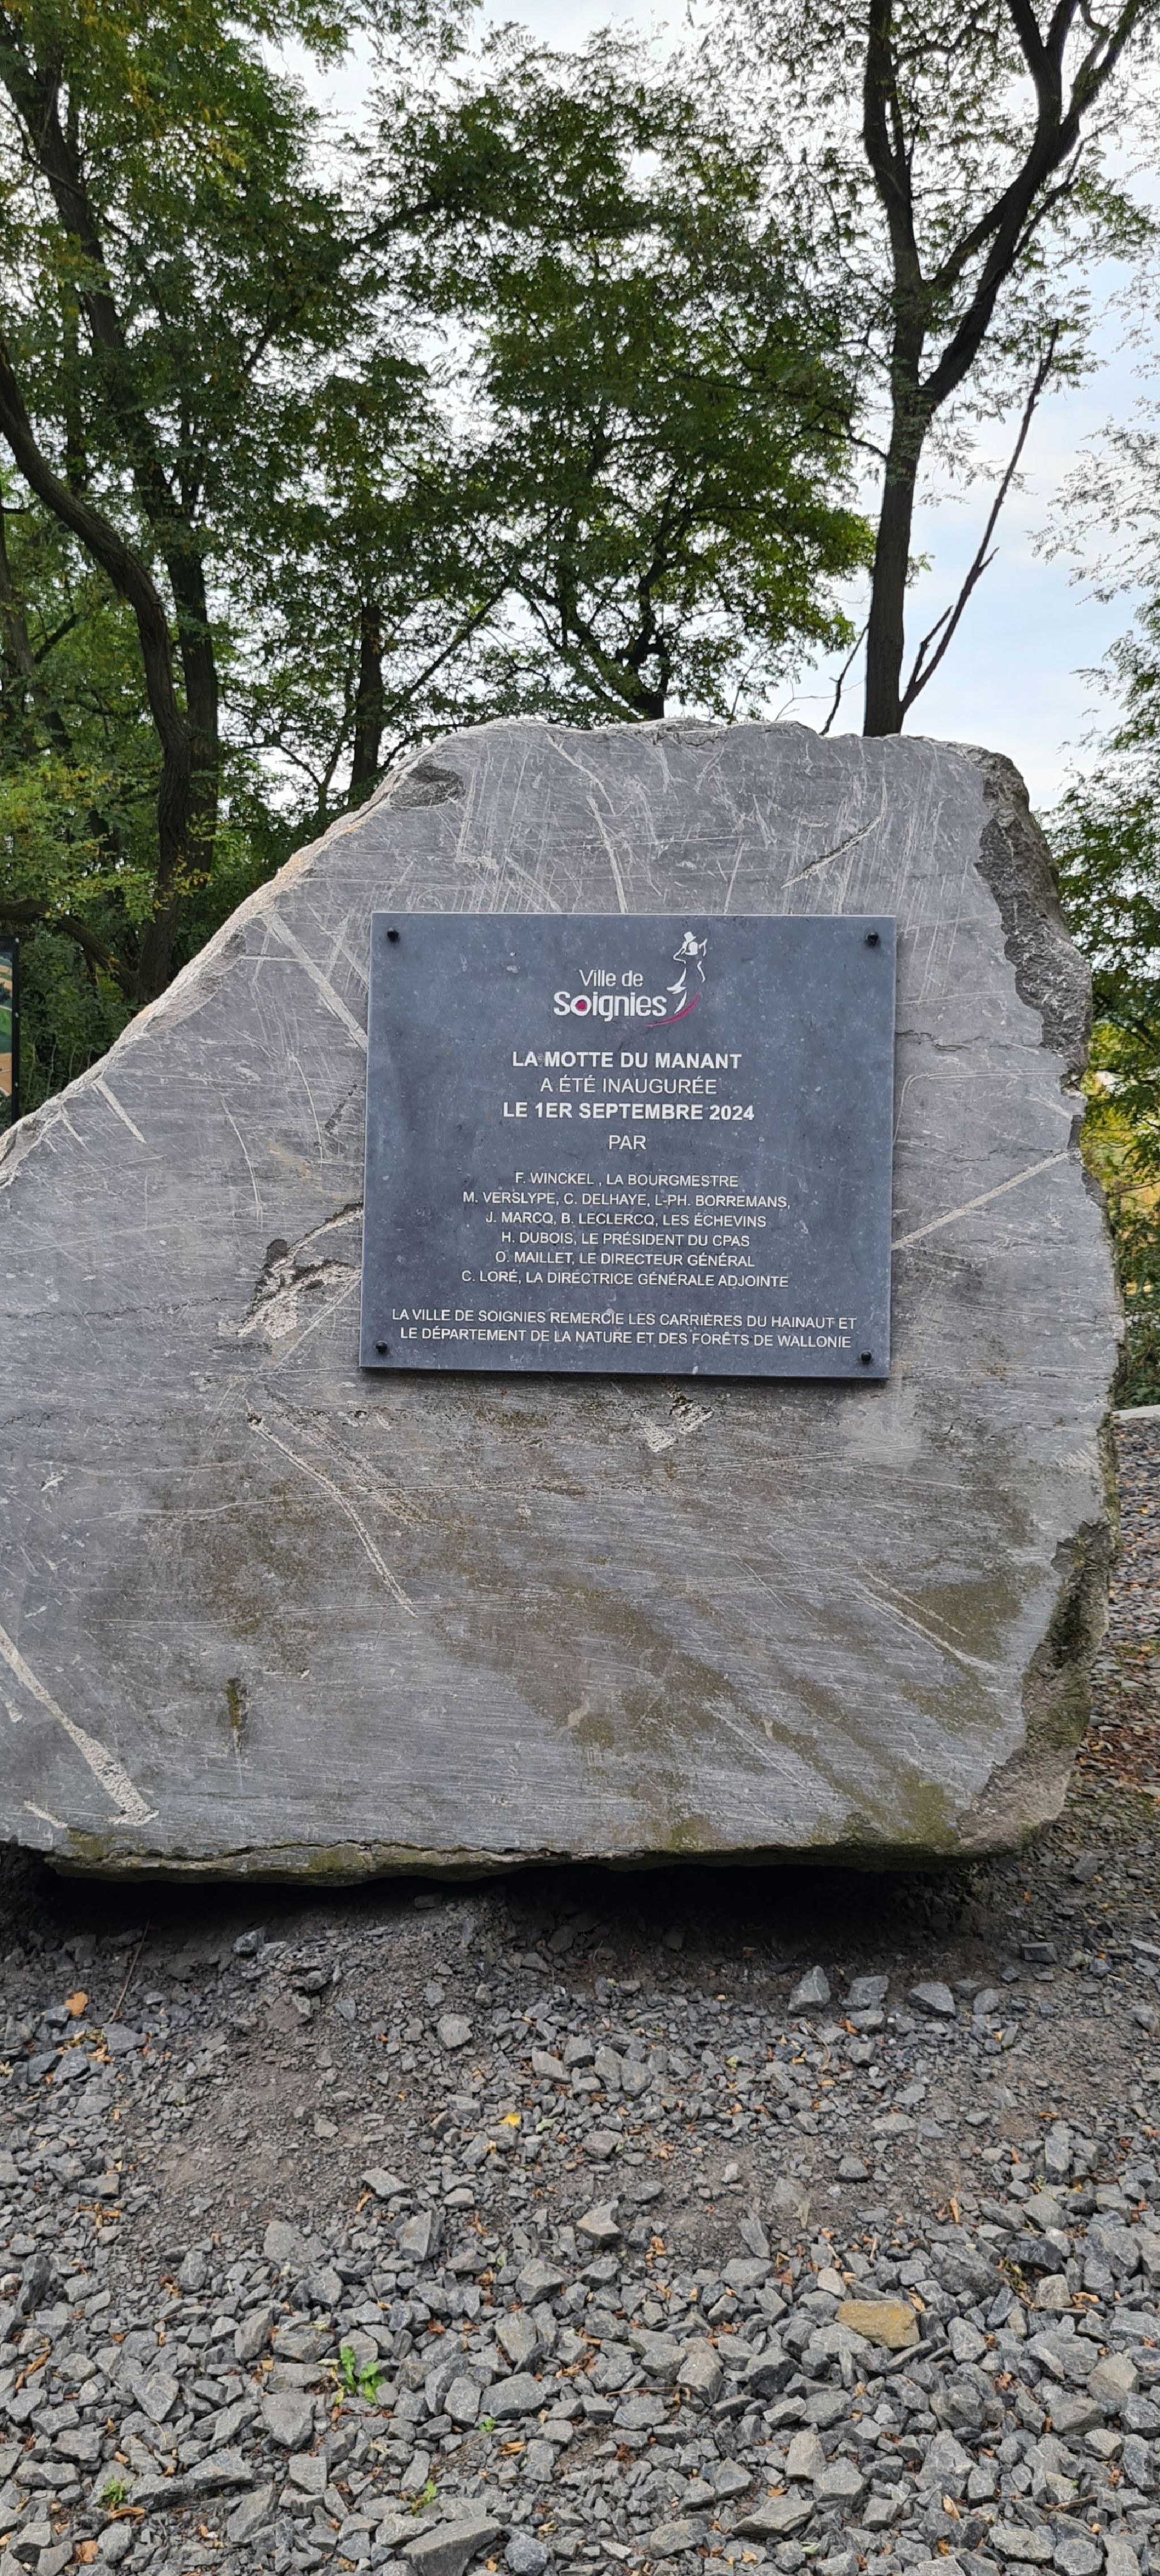 Ville de
Soignies
LA MOTTE DU MANANT
A ÉTÉ INAUGURÉE
LE 1ER SEPTEMBRE 2024
PAR
F. WINCKEL , LA BOURGMESTRE
M. VERSLYPE, C. DELHAYE, L-PH. BORREMANS,
J. MARCQ, B. LECLERCQ, LES ÉCHEVINS
H. DUBOIS, LE PRÉSIDENT DU CPAS
O. MAILLET, LE DIRECTEUR GÉNÉRAL
C. LORÉ, LA DIRECTRICE GÉNÉRALE ADJOINTE
LA VILLE DE SOIGNIES REMERCIE LES CARRIÈRES DU HAINAUT ET
LE DÉPARTEMENT DE LA NATURE ET DES FORÊTS DE WALLONIE